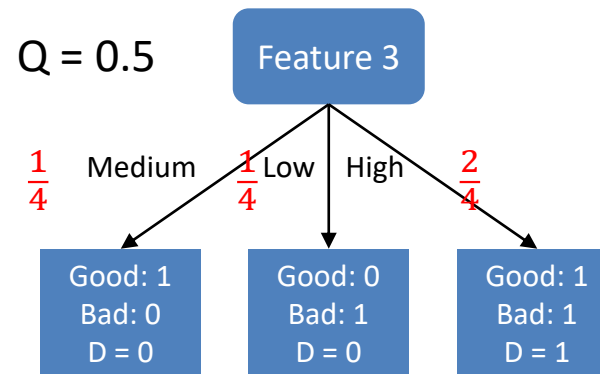 Q = 0.5
Feature 3
1/4 Medium 1/4 Low High 2/4
Good: 1
Bad: 0
D = 0
Good: 0
Bad: 1
D = 0
Good: 1
Bad: 1
D = 1